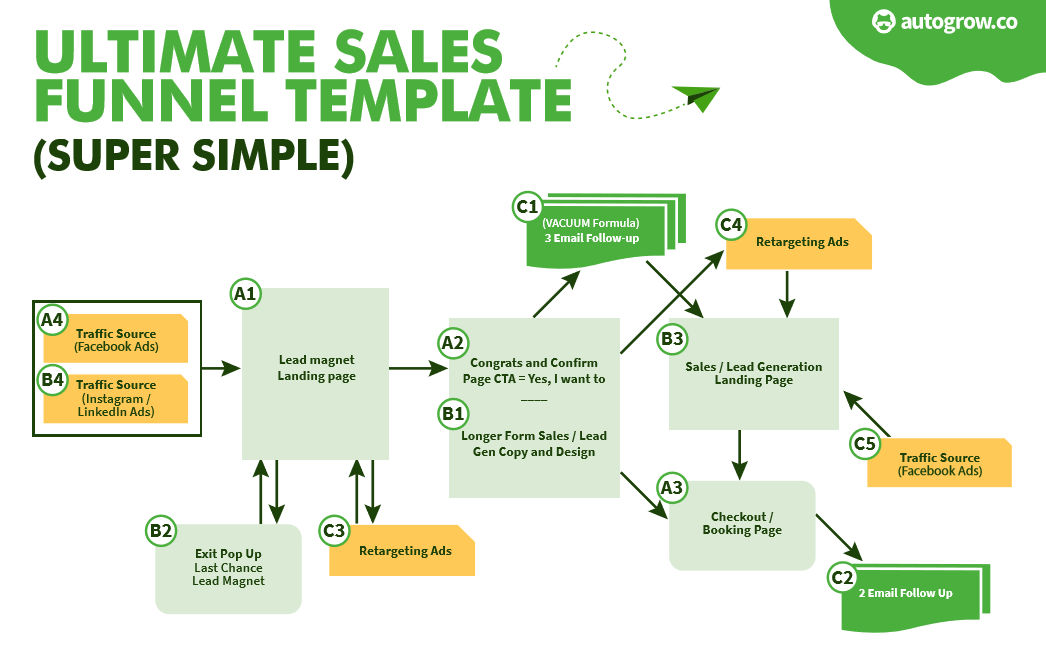 autogrow.co
ULTIMATE SALES
FUNNEL TEMPLATE
(SUPER SIMPLE)
C1
(VACUUM Formula)
3 Email Follow-up
C4
Retargeting Ads
A4
Traffic Source
(Facebook Ads)
B4
Traffic Source
(Instagram /
LinkedIn Ads)
A1
Lead magnet
Landing page
A2
Congrats and Confirm
Page CTA = Yes, I want to
____
B1
Longer Form Sales / Lead
Gen Copy and Design
B3
Sales / Lead Generation
Landing Page
C5
Traffic Source
(Facebook Ads)
A3
Checkout /
Booking Page
B2
Exit Pop Up
Last Chance
Lead Magnet
C3
Retargeting Ads
C2
2 Email Follow Up